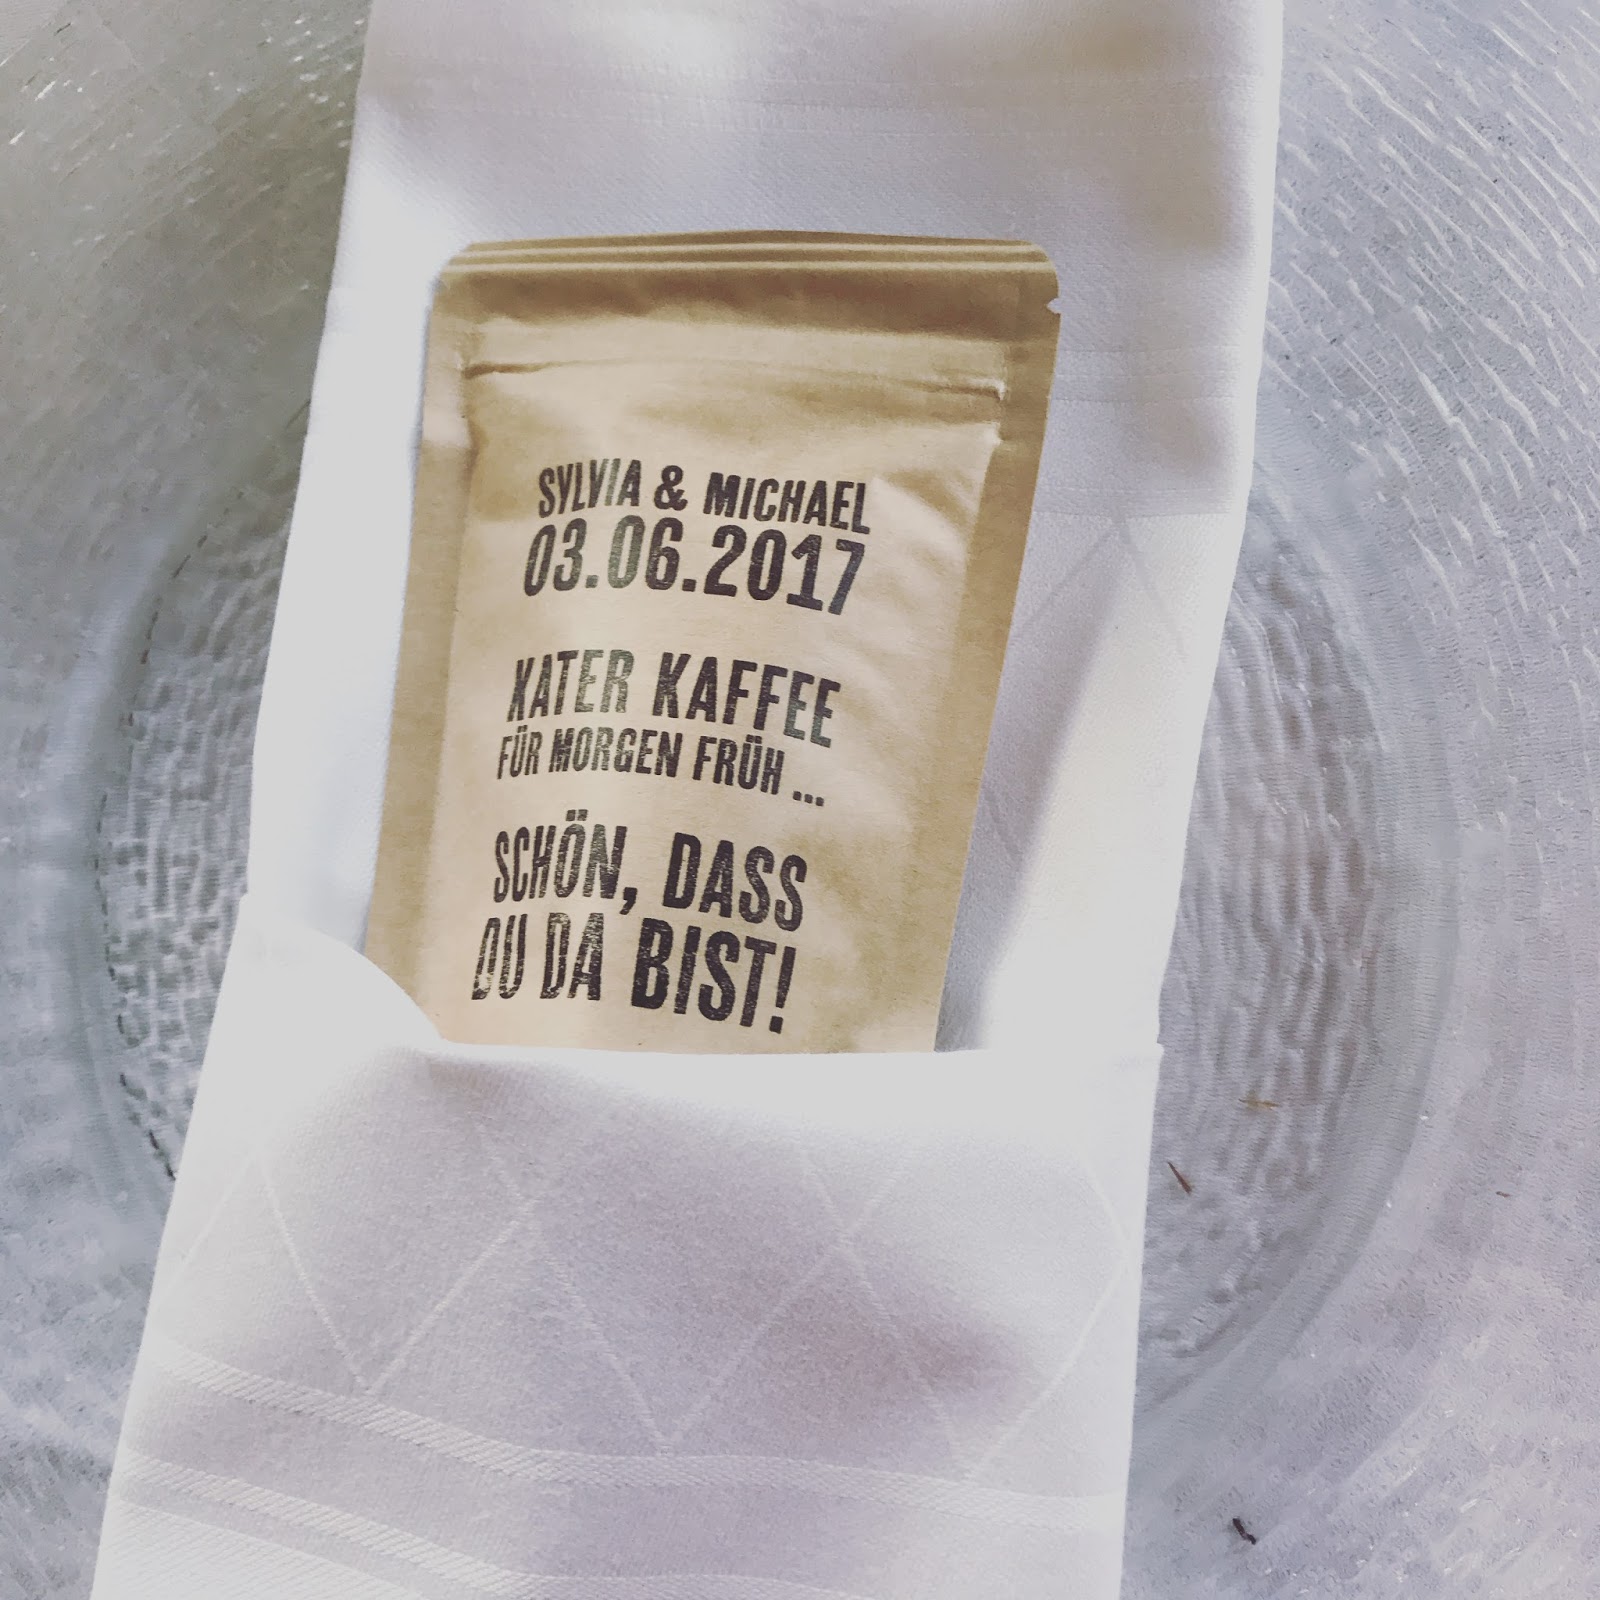 SYLVIA & MICHAEL
03.06.2017
KATER KAFFEE
FÜR MORGEN FRÜH ...
SCHÖN, DASS
DU DA BIST!